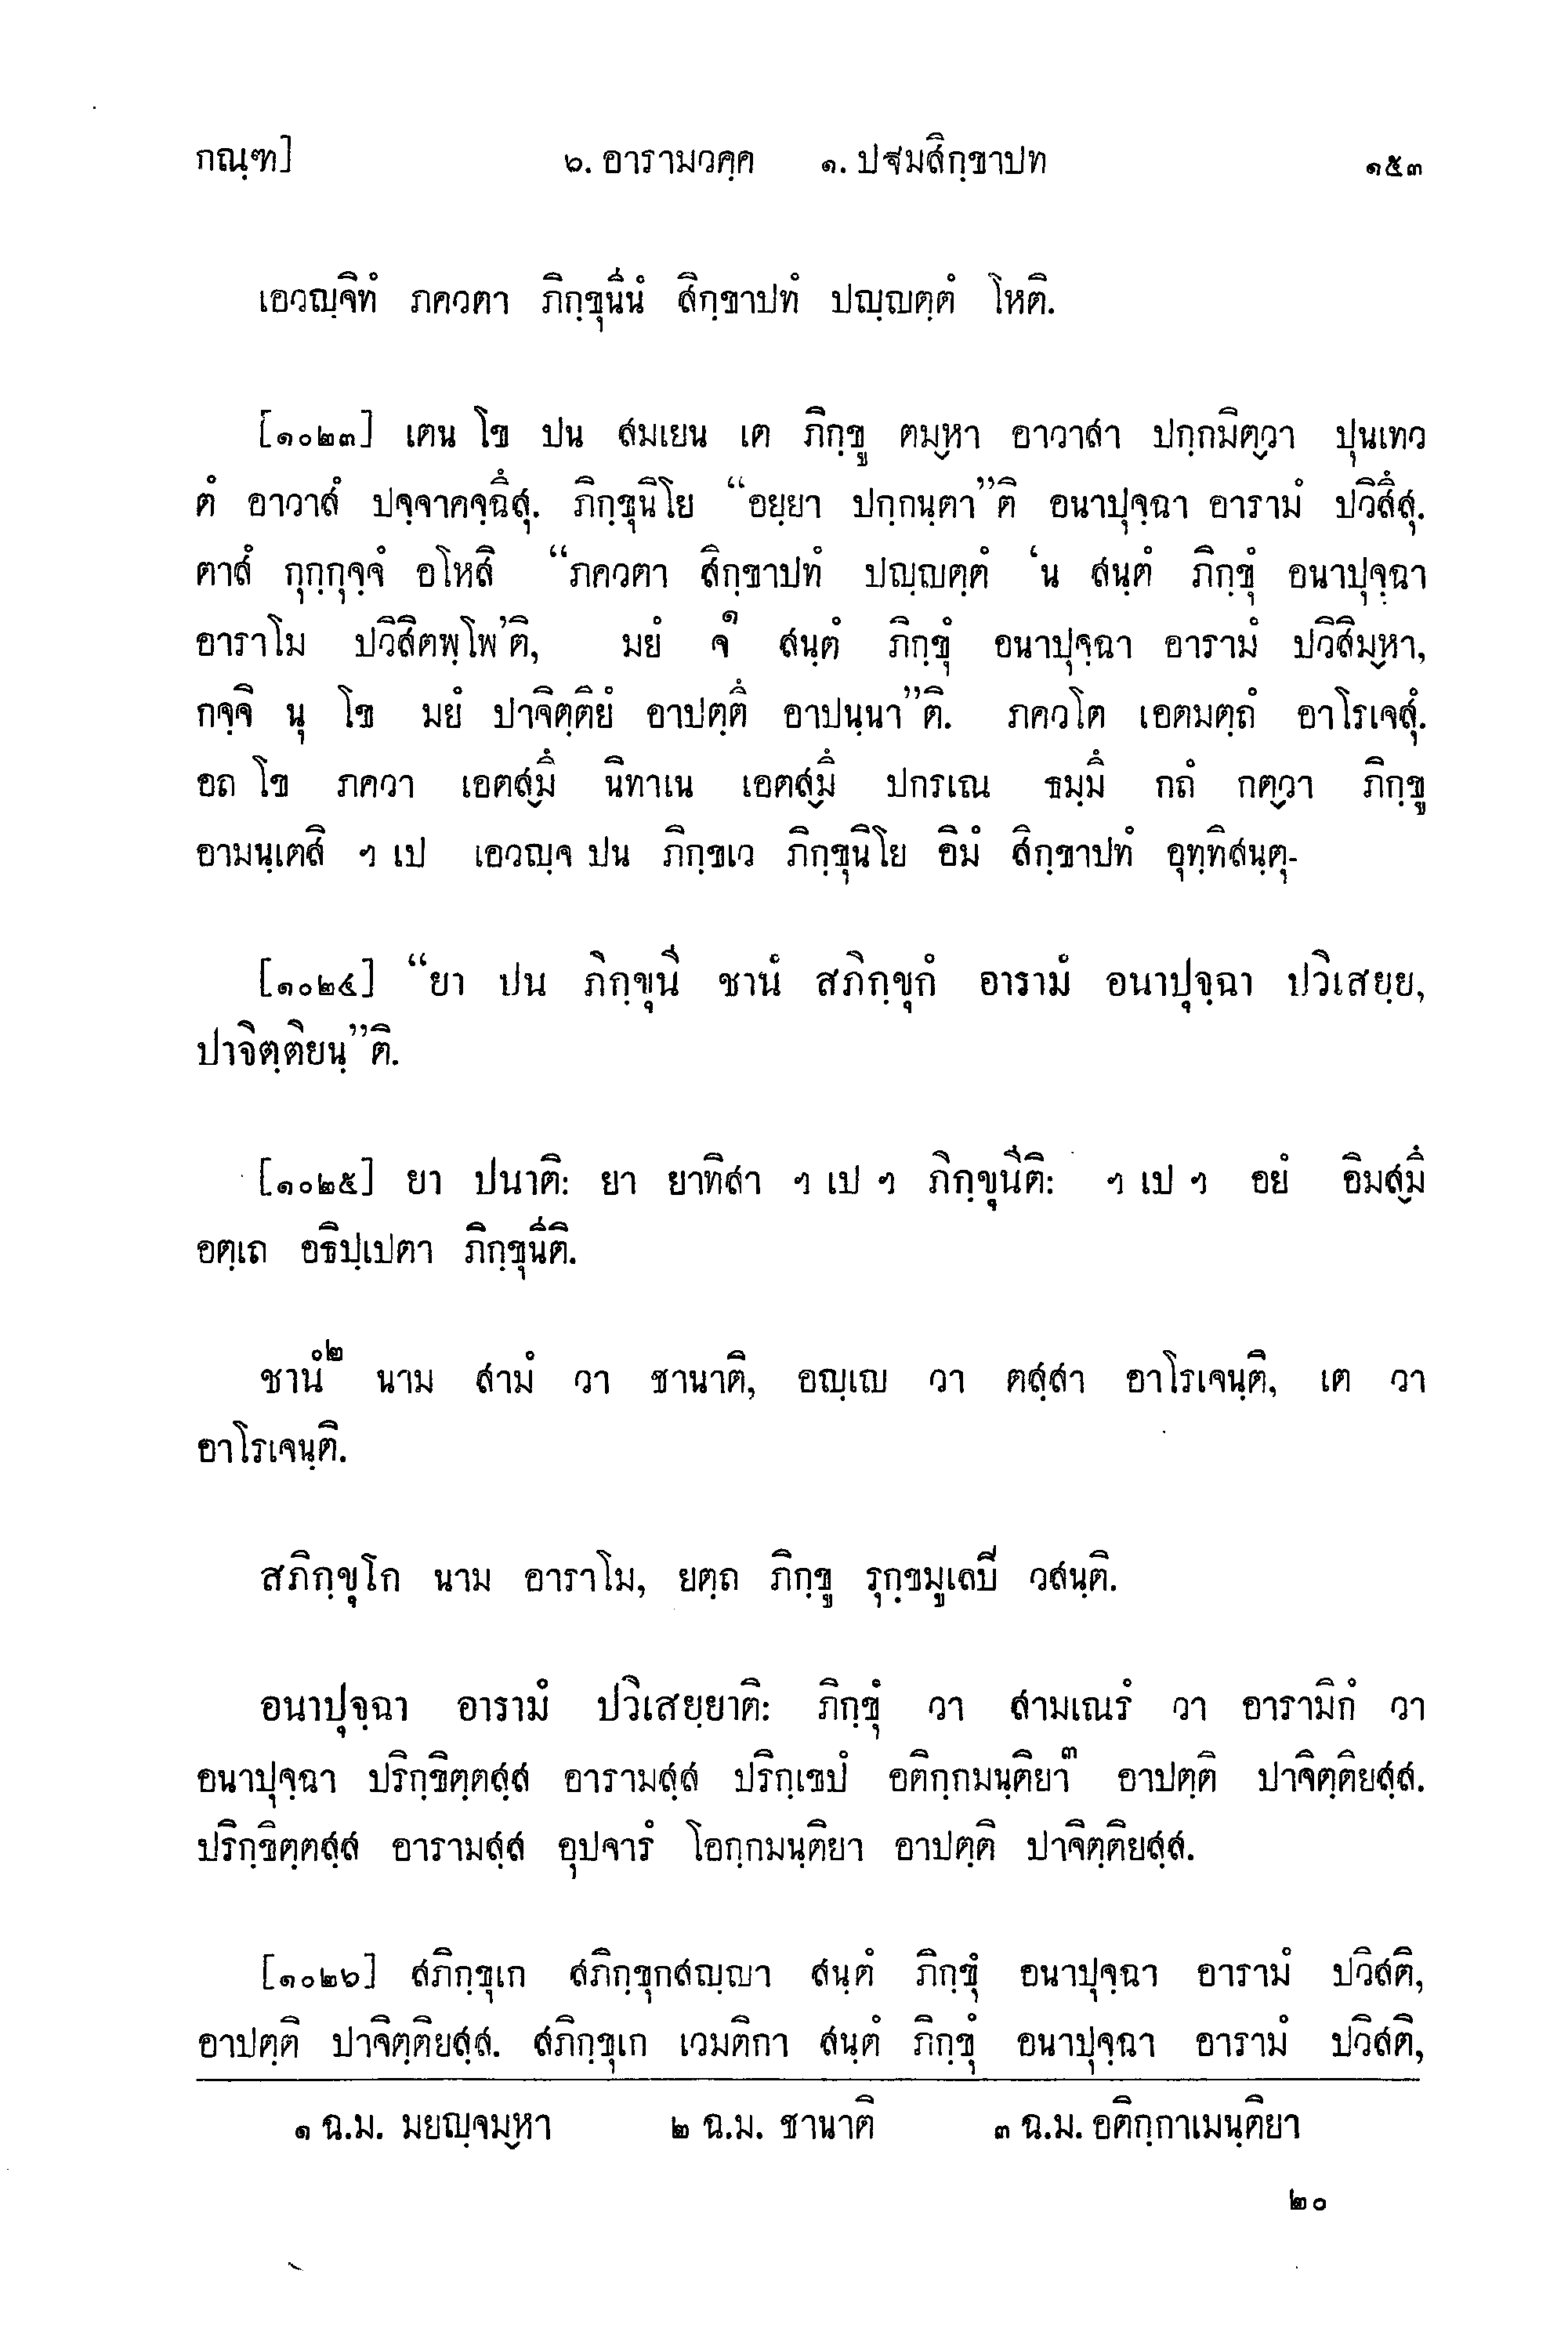 กณฺฑ] ๖. อารามวคฺค ๑. ปฐมสิกฺขาปท ๑๕๓
เอวญฺจิทํ ภควตา ภิกฺขุนีนํ สิกฺขาปทํ ปญฺญตฺตํ โหติ.
[๑๐๒๓] เตน โข ปน สมเยน เต ภิกฺขู ตมฺหา อาวาสา ปกฺกมิตฺวา ปุนเทว
ตํ อาวาสํ ปจฺจาคจฺฉึสุ. ภิกฺขุนิโย “อยฺยา ปกฺกนฺตา”ติ อนาปุจฺฉา อารามํ ปวิสึสุ.
ตาสํ กุกฺกุจฺจํ อโหสิ “ภควตา สิกฺขาปทํ ปญฺญตฺตํ ‘น สนฺตํ ภิกฺขุํ อนาปุจฺฉา
อาราโม ปวิสิตพฺโพ’ติ, มยํ จ๑ สนฺตํ ภิกฺขุํ อนาปุจฺฉา อารามํ ปวิสิมฺหา,
กจฺจิ นุ โข มยํ ปาจิตฺติยํ อาปตฺตึ อาปนฺนา”ติ. ภควโต เอตมตฺถํ อาโรเจสุํ.
อถ โข ภควา เอตสฺมึ นิทาเน เอตสฺมึ ปกรเณ ธมฺมึ กถํ กตฺวา ภิกฺขู
อามนฺเตสิ ฯ เป เอวญฺจ ปน ภิกฺขเว ภิกฺขุนิโย อิมํ สิกฺขาปทํ อุทฺทิสนฺตุ-
[๑๐๒๔] “ยา ปน ภิกฺขุนี ชานํ สภิกฺขุกํ อารามํ อนาปุจฺฉา ปวิเสยฺย,
ปาจิตฺติยนฺ”ติ.
[๑๐๒๕] ยา ปนาติ: ยา ยาทิสา ฯ เป ฯ ภิกฺขุนีติ: ฯ เป ฯ อยํ อิมสฺมึ
อตฺเถ อธิปฺเปตา ภิกฺขุนีติ.
ชานํ๒ นาม สามํ วา ชานาติ, อญฺเญ วา ตสฺสา อาโรเจนฺติ, เต วา
อาโรเจนฺติ.
สภิกฺขุโก นาม อาราโม, ยตฺถ ภิกฺขู รุกฺขมูเลปิ วสนฺติ.
อนาปุจฺฉา อารามํ ปวิเสยฺยาติ: ภิกฺขุํ วา สามเณรํ วา อารามิกํ วา
อนาปุจฺฉา ปริกฺขิตฺตสฺส อารามสฺส ปริกฺเขปํ อติกฺกมนฺติยา๓ อาปตฺติ ปาจิตฺติยสฺส.
ปริกฺขิตฺตสฺส อารามสฺส อุปจารํ โอกฺกมนฺติยา อาปตฺติ ปาจิตฺติยสฺส.
[๑๐๒๖] สภิกฺขุเก สภิกฺขุกสญฺญา สนฺตํ ภิกฺขุํ อนาปุจฺฉา อารามํ ปวิสติ,
อาปตฺติ ปาจิตฺติยสฺส. สภิกฺขุเก เวมติกา สนฺตํ ภิกฺขุํ อนาปุจฺฉา อารามํ ปวิสติ,
๑ ฉ.ม. มยญฺจมฺหา ๒ ฉ.ม. ชานาติ ๓ ฉ.ม. อติกฺกาเมนฺติยา
๒๐